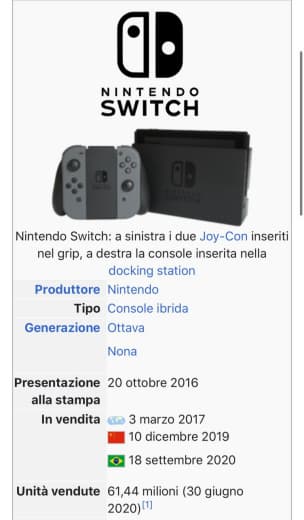 NINTENDO
SWITCH
Nintendo Switch: a sinistra i due Joy-Con inseriti
nel grip, a destra la console inserita nella
docking station
Produttore Nintendo
Tipo Console ibrida
Generazione Ottava
Nona
Presentazione 20 ottobre 2016
alla stampa
In vendita 3 marzo 2017
10 dicembre 2019
18 settembre 2020
Unità vendute 61,44 milioni (30 giugno
2020)[1]